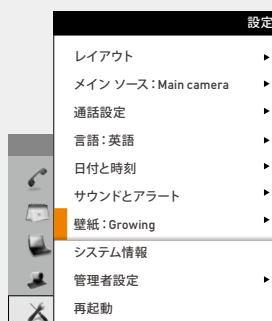 設定
レイアウト
メイン ソース：Main camera
通話設定
言語：英語
日付と時刻
サウンドとアラート
壁紙：Growing
システム情報
管理者設定
再起動